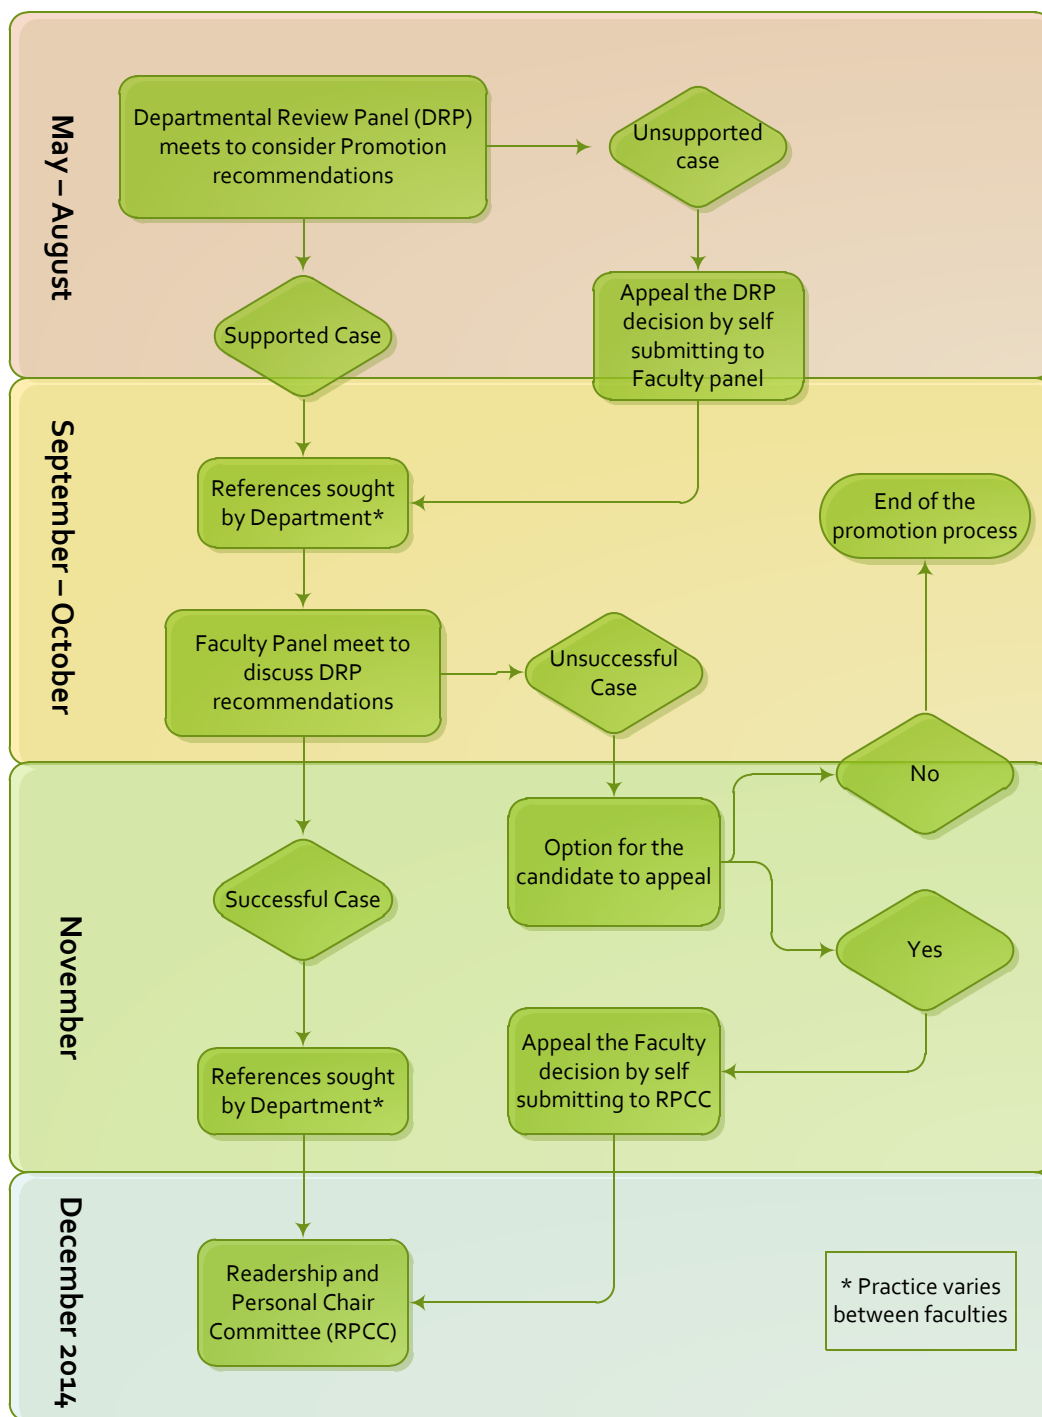 May – August
Departmental Review Panel (DRP)
meets to consider Promotion
recommendations
Unsupported
case
Supported Case
Appeal the DRP
decision by self
submitting to
Faculty panel
September – October
References sought
by Department*
End of the
promotion process
Faculty Panel meet to
discuss DRP
recommendations
Unsuccessful
Case
No
November
Option for the
candidate to appeal
Successful Case
Yes
References sought
by Department*
Appeal the Faculty
decision by self
submitting to RPCC
December 2014
Readership and
Personal Chair
Committee (RPCC)
* Practice varies
between faculties